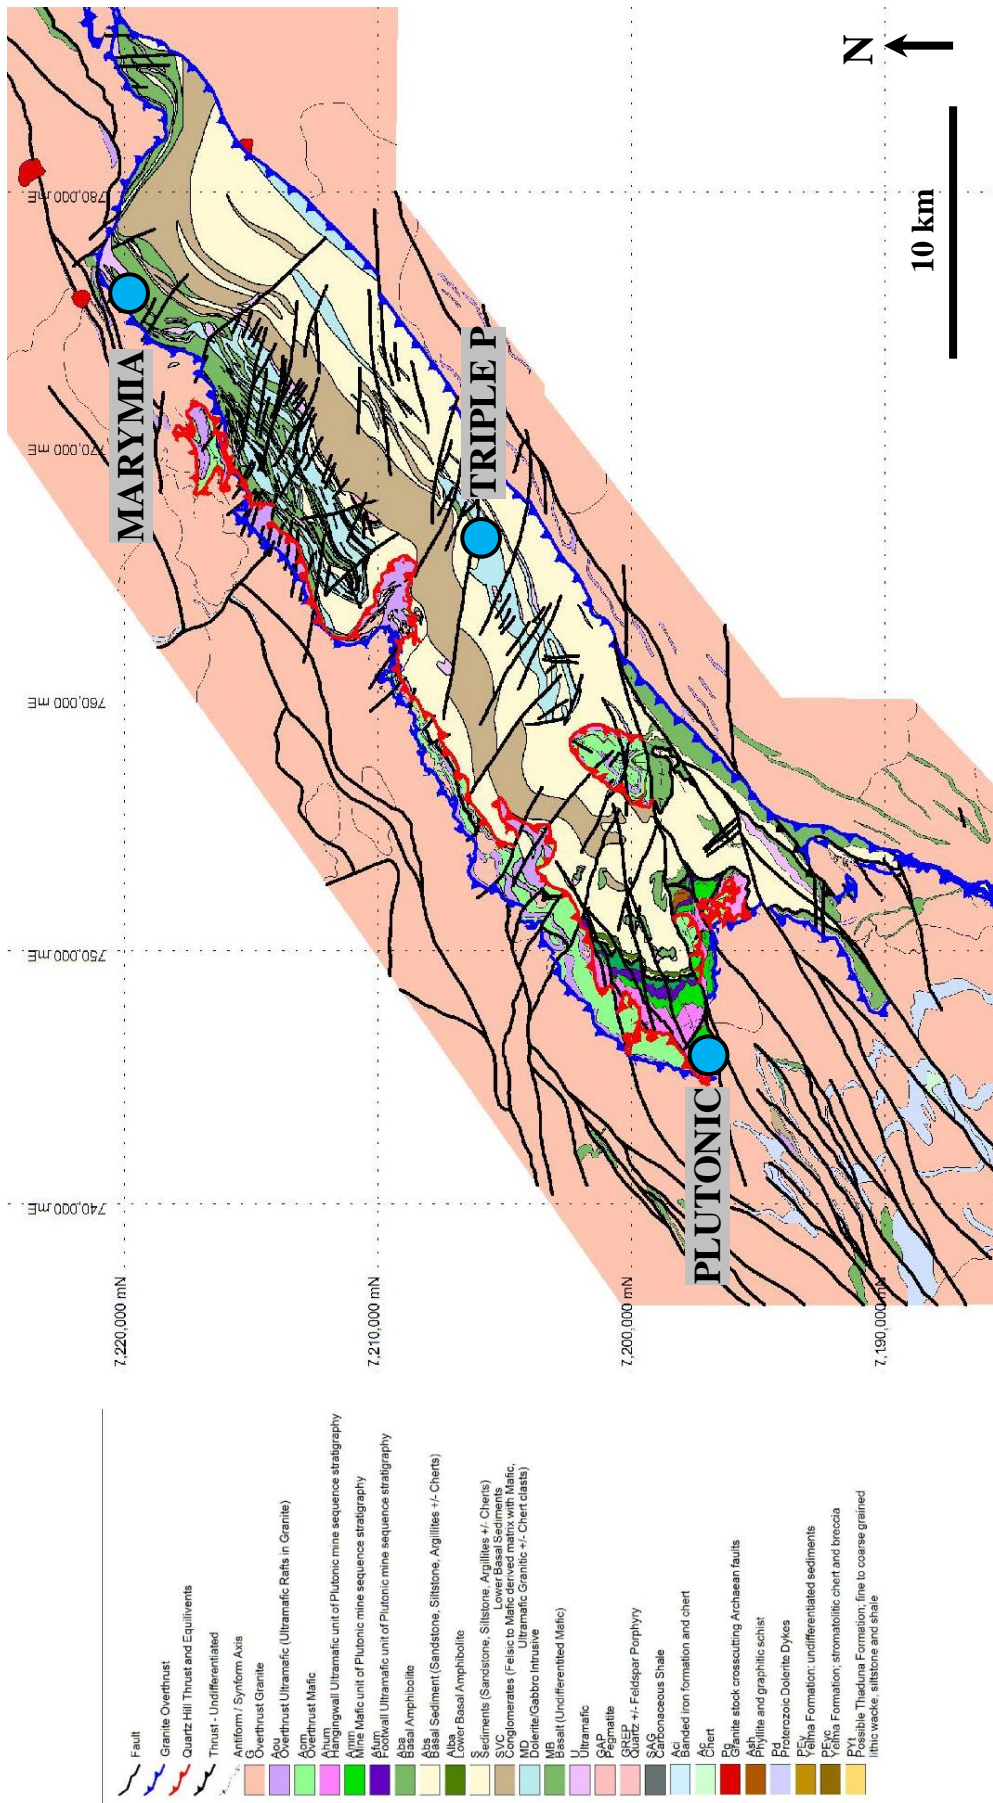 N
10 km
780,000 mE
770,000 mE
760,000 mE
750,000 mE
740,000 mE
7,220,000 mN
7,210,000 mN
7,200,000 mN
7,190,000 mN
MARYMIA
TRIPLE P
PLUTONIC
Fault
Granite Overthrust
Quartz Hill Thrust and Equilivents
Thrust - Undifferentiated
Antiform / Synform Axis
G
Overthrust Granite
Aou
Overthrust Ultramafic (Ultramafic Rafts in Granite)
Aom
Overthrust Mafic
Ahum
Hangingwall Ultramafic unit of Plutonic mine sequence stratigraphy
Amm
Mine Mafic unit of Plutonic mine sequence stratigraphy
Afum
Footwall Ultramafic unit of Plutonic mine sequence stratigraphy
Aba
Basal Amphibolite
Abs
Basal Sediment (Sandstone, Siltstone, Argillites +/- Cherts)
Alba
Lower Basal Amphibolite
S
Sediments (Sandstone, Siltstone, Argillites +/- Cherts)
Lower Basal Sediments
SVC
Conglomerates (Felsic to Mafic derived matrix with Mafic,
Ultramafic Granitic +/- Chert clasts)
MD
Dolerite/Gabbro Intrusive
MB
Basalt (Undifferentiated Mafic)
U
Ultramafic
GAP
Pegmatite
GREP
Quartz +/- Feldspar Porphyry
SAG
Carbonaceous Shale
Aci
Banded iron formation and chert
Ac
Chert
Pg
Granite stock crosscutting Archaean faults
Ash
Phyllite and graphitic schist
Pd
Proterozoic Dolerite Dykes
PEy
Yelma Formation; undifferentiated sediments
PEyc
Yelma Formation; stromatolitic chert and breccia
PYt
Possible Thaduna Formation; fine to coarse grained
lithic wacke, siltstone and shale